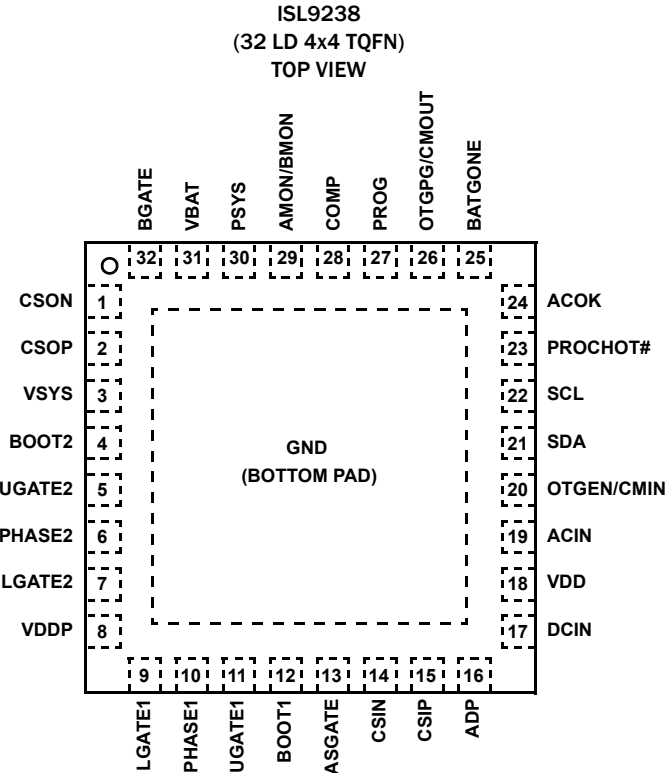 ISL9238
(32 LD 4x4 TQFN)
TOP VIEW
BGATE
VBAT
PSYS
AMON/BMON
COMP
PROG
OTGPG/CMOUT
BATGONE
32
31
30
29
28
27
26
25
CSON 1
CSOP 2
VSYS 3
BOOT2 4
UGATE2 5
PHASE2 6
LGATE2 7
VDDP 8
GND
(BOTTOM PAD)
24 ACOK
23 PROCHOT#
22 SCL
21 SDA
20 OTGEN/CMIN
19 ACIN
18 VDD
17 DCIN
9
10
11
12
13
14
15
16
LGATE1
PHASE1
UGATE1
BOOT1
ASGATE
CSIN
CSIP
ADP